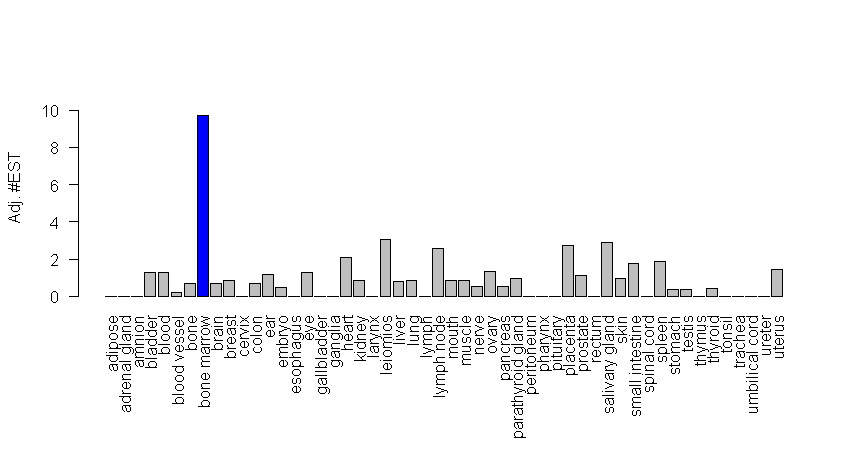 Adj. #EST
10
8
6
4
2
0
adipose
adrenal gland
amnion
bladder
blood
blood vessel
bone
bone marrow
brain
breast
cervix
colon
ear
embryo
esophagus
eye
gallbladder
ganglia
heart
kidney
larynx
leiomios
liver
lung
lymph
lymph node
mouth
muscle
nerve
ovary
pancreas
parathyroid gland
peritoneum
pharynx
pituitary
placenta
prostate
rectum
salivary gland
skin
small intestine
spinal cord
spleen
stomach
testis
thymus
thyroid
tonsil
trachea
umbilical cord
ureter
uterus